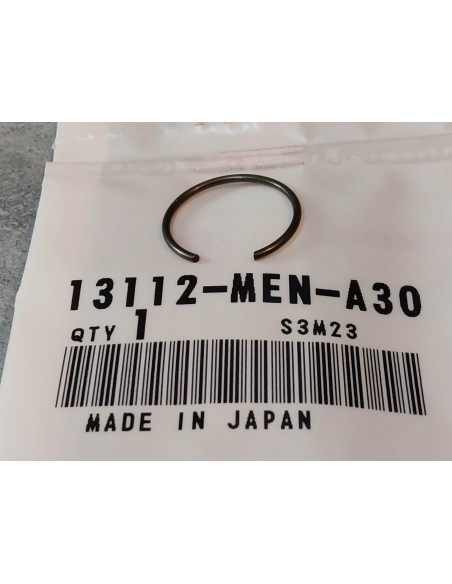 13112-MEN-A30
QTY 1 S3M23
MADE IN JAPAN